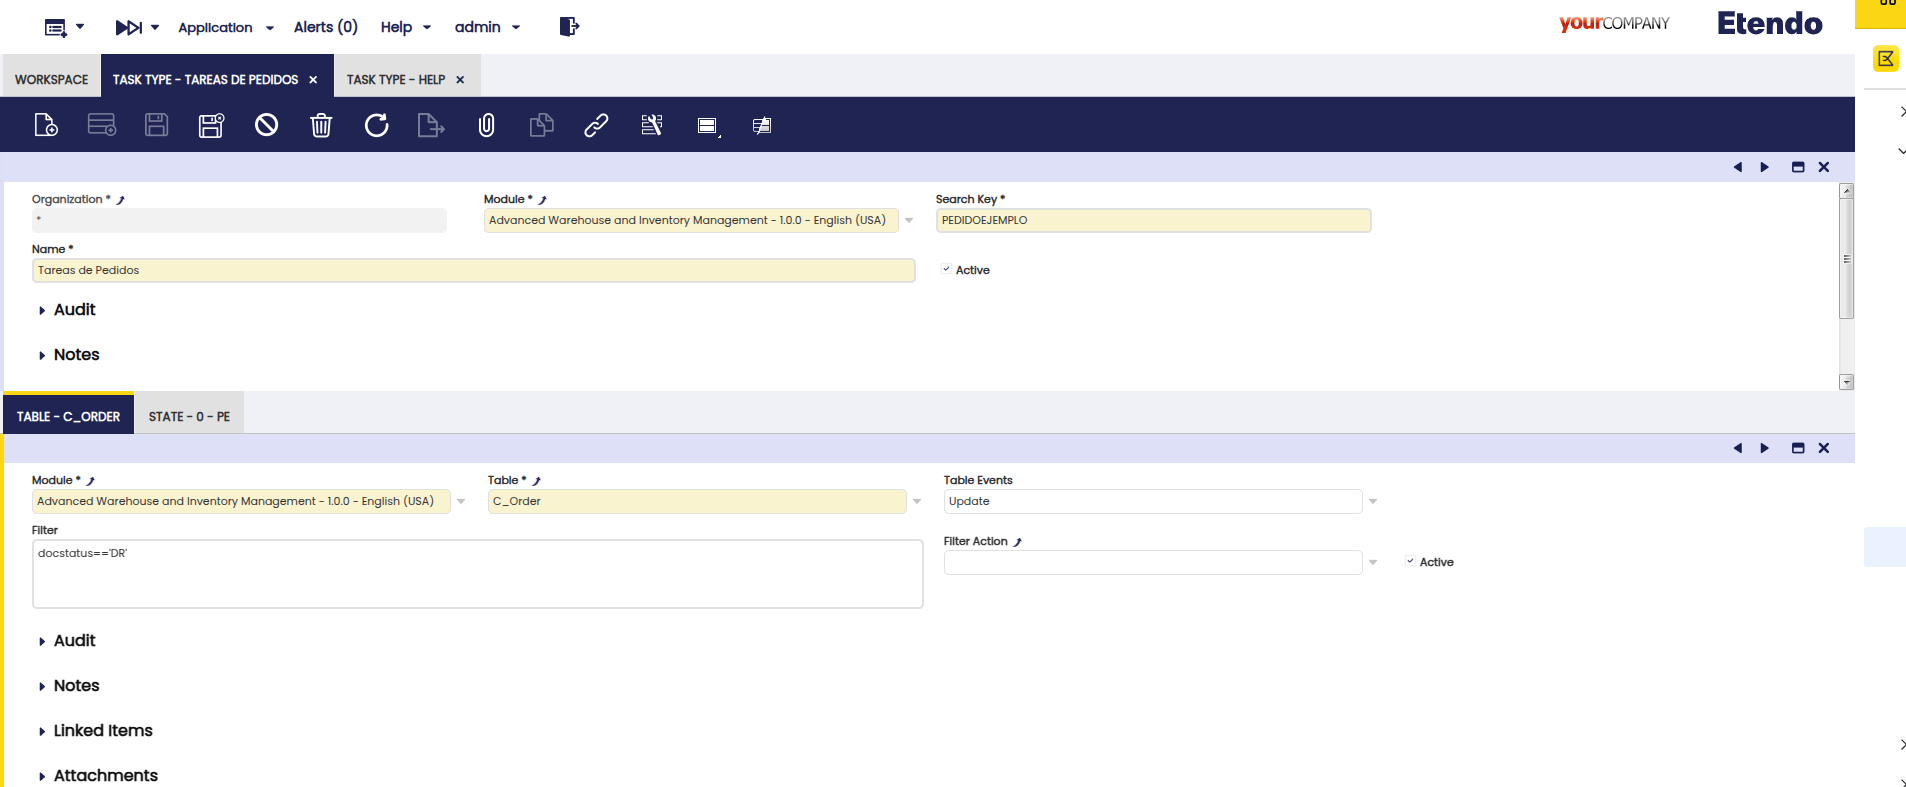 Application Alerts (0) Help admin yourCOMPANY Etendo
WORKSPACE TASK TYPE - TAREAS DE PEDIDOS TASK TYPE - HELP
Organization * Module * Search Key *
* Advanced Warehouse and Inventory Management - 1.0.0 - English (USA) PEDIDOEJEMPLO
Name *
Tareas de Pedidos Active
Audit
Notes
TABLE - C_ORDER STATE - 0 - PE
Module * Table * Table Events
Advanced Warehouse and Inventory Management - 1.0.0 - English (USA) C_Order Update
Filter
Filter Action
docstatus=='DR'
Active
Audit
Notes
Linked Items
Attachments